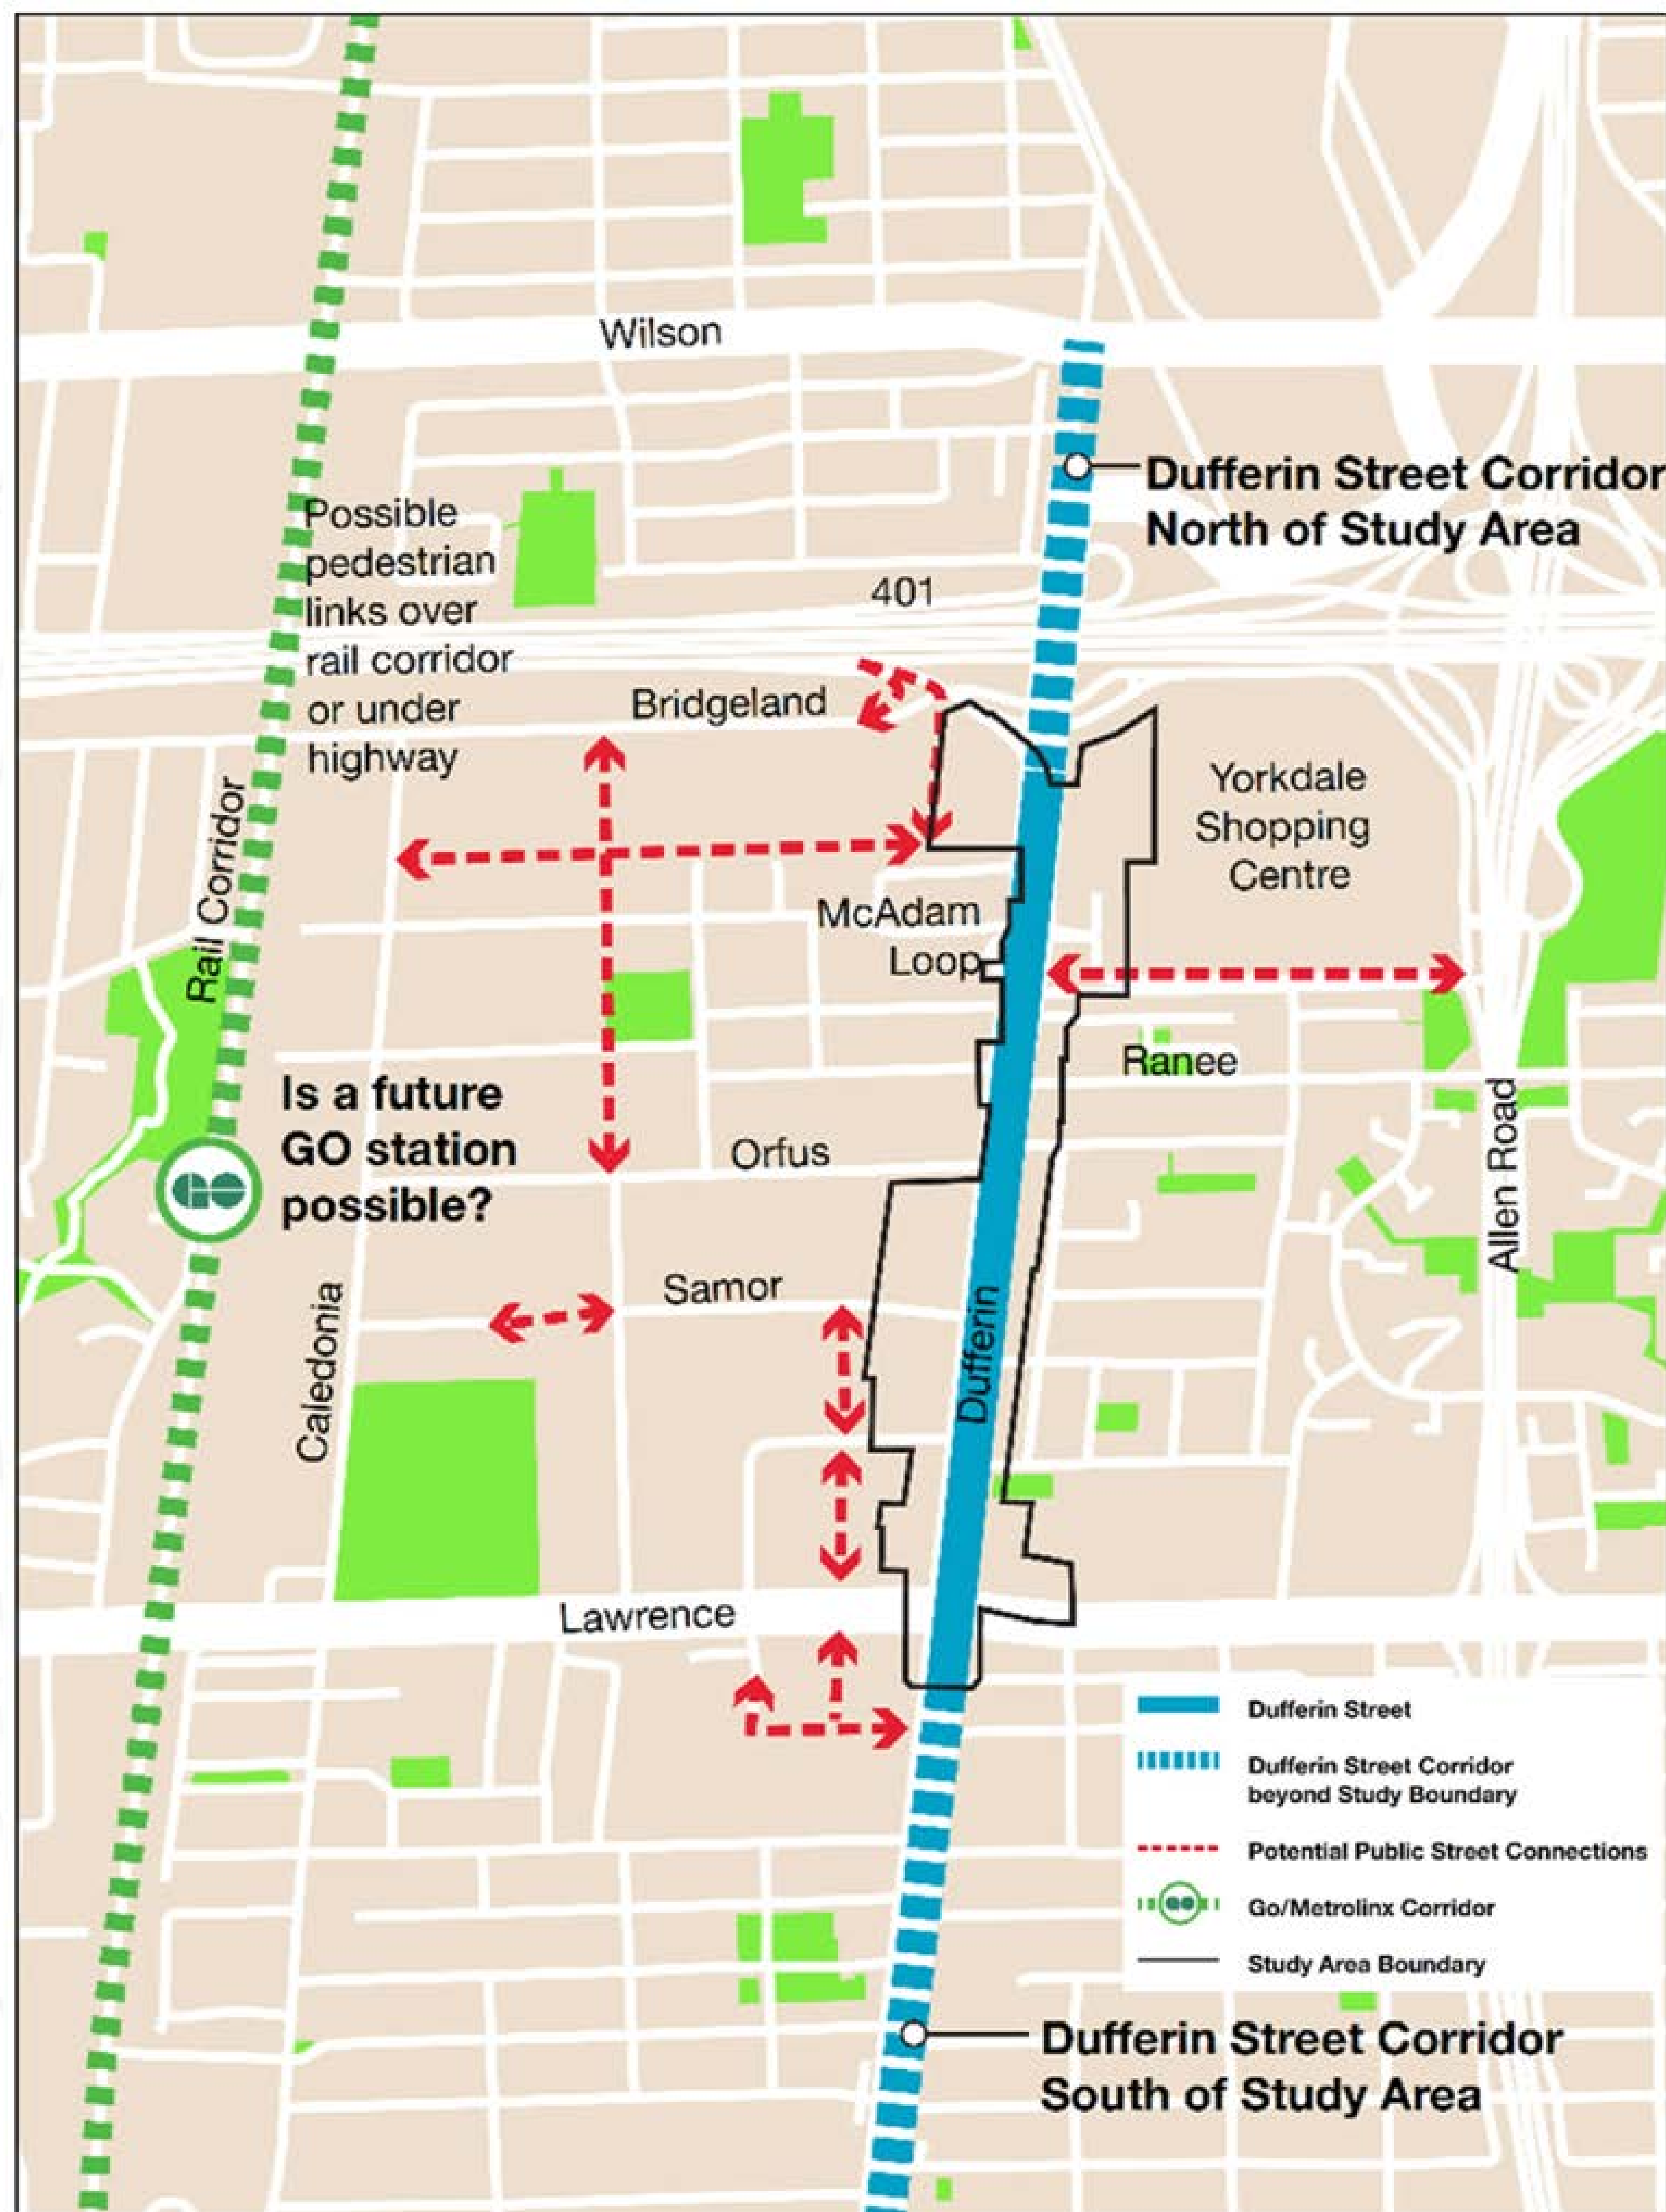 Wilson
Dufferin Street Corridor
North of Study Area
Possible
pedestrian
links over
rail corridor
or under
highway
401
Bridgeland
Yorkdale
Shopping
Centre
Rail Corridor
McAdam
Loop
Ranee
Is a future
GO station
possible?
GO
Orfus
Allen Road
Samor
Caledonia
Dufferin
Lawrence
Dufferin Street
Dufferin Street Corridor
beyond Study Boundary
Potential Public Street Connections
GO
Go/Metrolinx Corridor
Study Area Boundary
Dufferin Street Corridor
South of Study Area